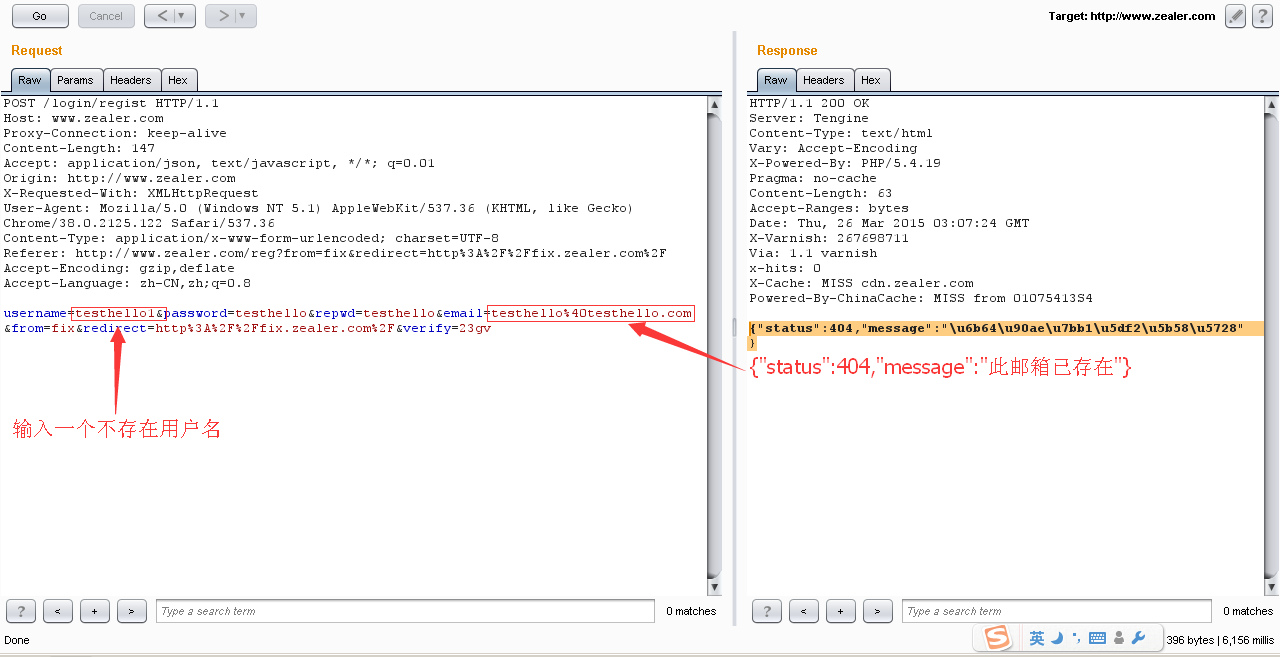 Go
Cancel
<
>
Target: http://www.zealer.com
?
Request
Raw
Params
Headers
Hex
POST /login/regist HTTP/1.1
Host: www.zealer.com
Proxy-Connection: keep-alive
Content-Length: 147
Accept: application/json, text/javascript, */*; q=0.01
Origin: http://www.zealer.com
X-Requested-With: XMLHttpRequest
User-Agent: Mozilla/5.0 (Windows NT 5.1) AppleWebKit/537.36 (KHTML, like Gecko)
Chrome/38.0.2125.122 Safari/537.36
Content-Type: application/x-www-form-urlencoded; charset=UTF-8
Referer: http://www.zealer.com/reg?from=fix&redirect=http%3A%2F%2Ffix.zealer.com%2F
Accept-Encoding: gzip,deflate
Accept-Language: zh-CN,zh;q=0.8
username=testhello1&password=testhello&repwd=testhello&email=testhello%40testhello.com
&from=fix&redirect=http%3A%2F%2Ffix.zealer.com%2F&verify=23gv
输入一个不存在用户名
?
<
+
>
Type a search term
0 matches
Response
Raw
Headers
Hex
HTTP/1.1 200 OK
Server: Tengine
Content-Type: text/html
Vary: Accept-Encoding
X-Powered-By: PHP/5.4.19
Pragma: no-cache
Content-Length: 63
Accept-Ranges: bytes
Date: Thu, 26 Mar 2015 03:07:24 GMT
X-Varnish: 267698711
Via: 1.1 varnish
x-hits: 0
X-Cache: MISS cdn.zealer.com
Powered-By-ChinaCache: MISS from 01075413S4
{"status":404,"message":"\u6b64\u90ae\u7bb1\u5df2\u5b58\u5728"
}
{"status":404,"message":"此邮箱已存在"}
?
<
+
>
Type a search term
0 matches
Done
S
英
396 bytes | 6,156 millis